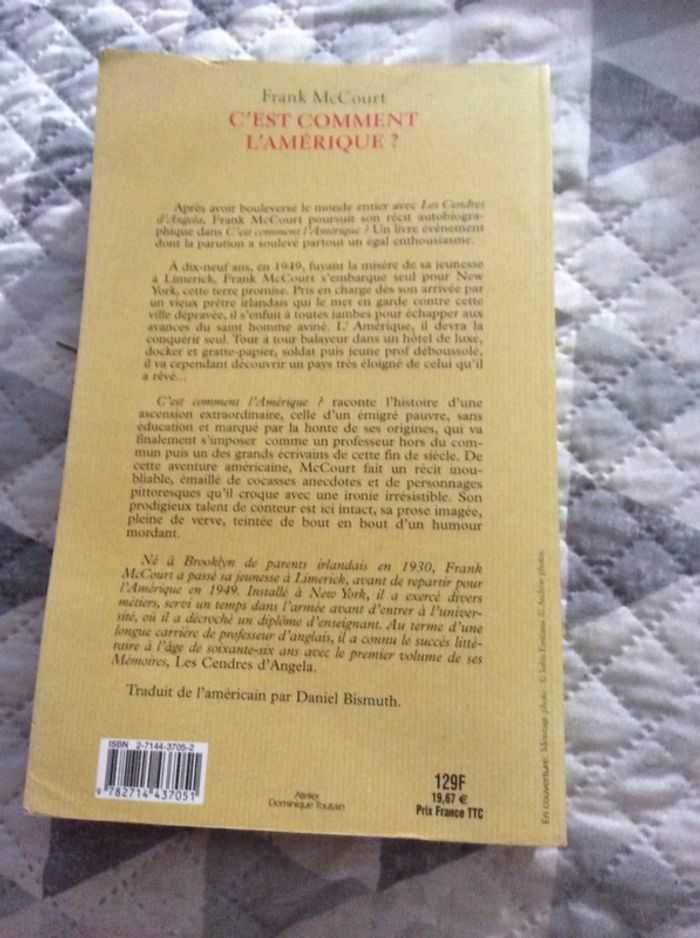 Frank McCourt
C'EST COMMENT
L'AMÉRIQUE ?
Après avoir bouleversé le monde entier avec Les Cendres
d'Angela, Frank McCourt poursuit son récit autobiogra-
phique dans C'est comment l'Amérique ? Un livre événement
dont la parution a soulevé partout un égal enthousiasme.
À dix-neuf ans, en 1949, fuyant la misère de sa jeunesse
à Limerick, Frank McCourt s'embarque seul pour New
York, cette terre promise. Pris en charge dès son arrivée par
un vieux prêtre irlandais qui le met en garde contre cette
ville dépravée, il s'enfuit à toutes jambes pour échapper aux
avances du saint homme aviné. L' Amérique, il devra la
conquérir seul. Tour à tour balayeur dans un hôtel de luxe,
docker et gratte-papier, soldat puis jeune prof déboussolé,
il va cependant découvrir un pays très éloigné de celui qu'il
a rêvé...
C'est comment l'Amérique ? raconte l'histoire d'une
ascension extraordinaire, celle d'un émigré pauvre, sans
éducation et marqué par la honte de ses origines, qui va
finalement s'imposer comme un professeur hors du com-
mun puis un des grands écrivains de cette fin de siècle. De
cette aventure américaine, McCourt fait un récit inou-
bliable, émaillé de cocasses anecdotes et de personnages
pittoresques qu'il croque avec une ironie irrésistible. Son
prodigieux talent de conteur est ici intact, sa prose imagée,
pleine de verve, teintée de bout en bout d'un humour
mordant.
Né à Brooklyn de parents irlandais en 1930, Frank
McCourt a passé sa jeunesse à Limerick, avant de repartir pour
l'Amérique en 1949. Installé à New York, il a exercé divers
métiers, servi un temps dans l'armée avant d'entrer à l'univer-
sité, où il a décroché un diplôme d'enseignant. Au terme d'une
longue carrière de professeur d'anglais, il a connu le succès litté-
raire à l'âge de soixante-six ans avec le premier volume de ses
Mémoires, Les Cendres d'Angela.
Traduit de l'américain par Daniel Bismuth.
ISBN 2-7144-3705-2
9 782714 437051
Atelier
Dominique Toutain
129F
19,67 €
Prix France TTC
En couverture: Montage photo: © John Foutana © Archive photo.